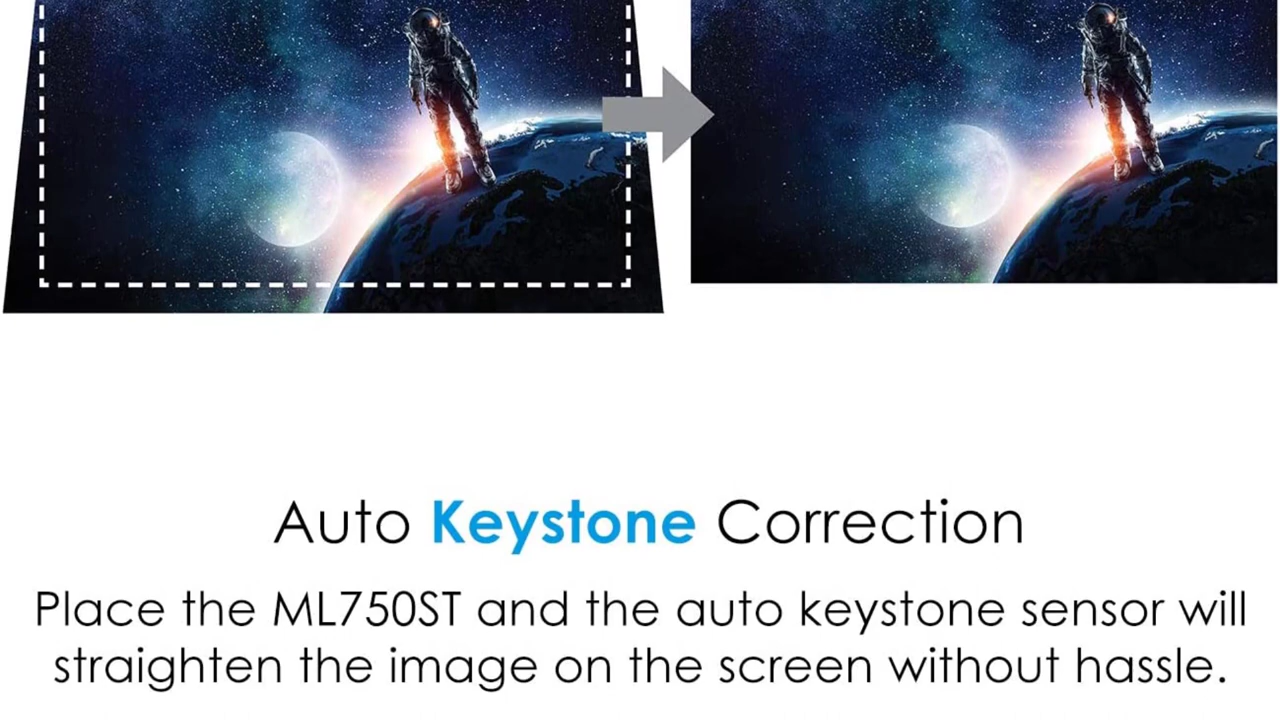 Auto Keystone Correction
Place the ML750ST and the auto keystone sensor will
straighten the image on the screen without hassle.